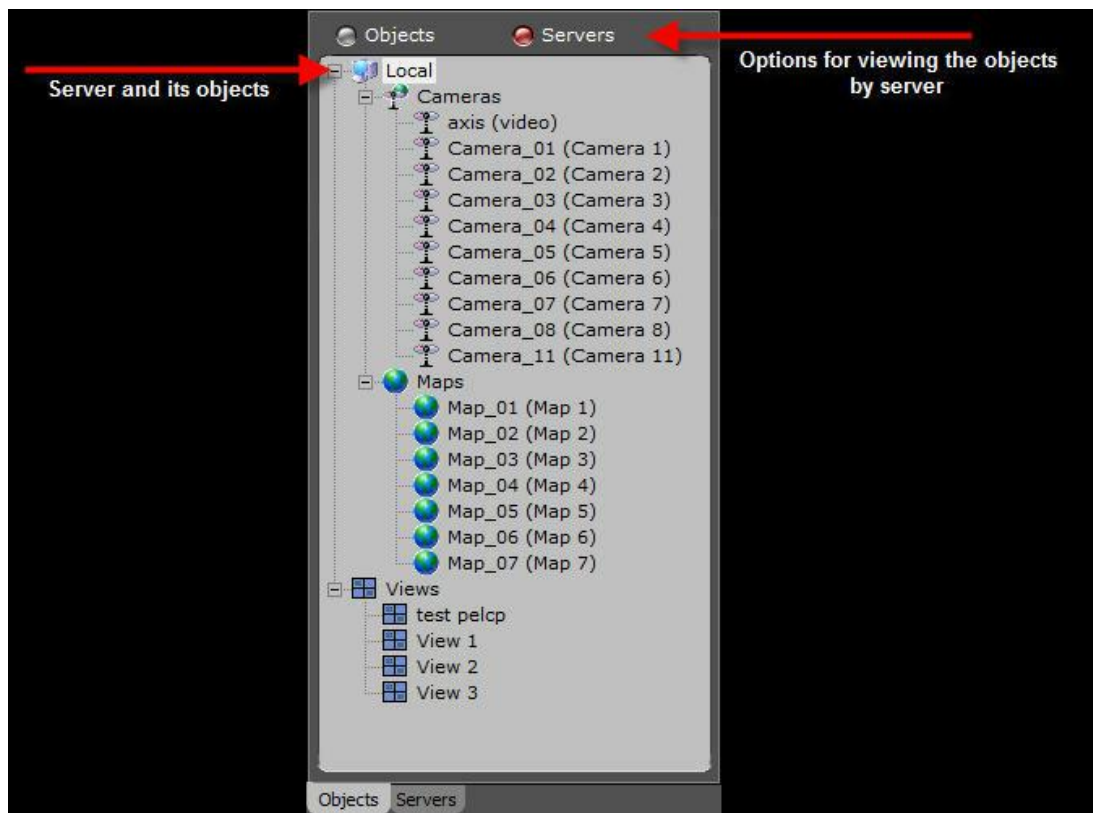 Objects Servers
Server and its objects
Options for viewing the objects
by server
Local
Cameras
axis (video)
Camera_01 (Camera 1)
Camera_02 (Camera 2)
Camera_03 (Camera 3)
Camera_04 (Camera 4)
Camera_05 (Camera 5)
Camera_06 (Camera 6)
Camera_07 (Camera 7)
Camera_08 (Camera 8)
Camera_11 (Camera 11)
Maps
Map_01 (Map 1)
Map_02 (Map 2)
Map_03 (Map 3)
Map_04 (Map 4)
Map_05 (Map 5)
Map_06 (Map 6)
Map_07 (Map 7)
Views
test pelcp
View 1
View 2
View 3
Objects Servers